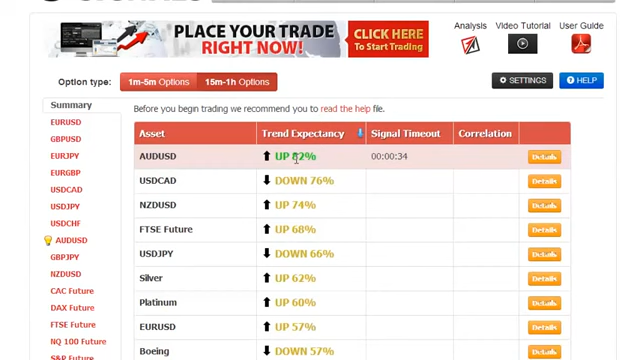 PLACE YOUR TRADE
RIGHT NOW!
CLICK HERE
To Start Trading
Analysis
Video Tutorial
User Guide
Option type:
1m-5m Options
15m-1h Options
SETTINGS
HELP
Summary
EURUSD
GBPUSD
EURJPY
EURGBP
USDCAD
USDJPY
USDCHF
AUDUSD
GBPJPY
NZDUSD
CAC Future
DAX Future
FTSE Future
NQ 100 Future
S&P Future
Before you begin trading we recommend you to read the help file.
Asset Trend Expectancy Signal Timeout Correlation
AUDUSD UP 82% 00:00:34 Details
USDCAD DOWN 76% Details
NZDUSD UP 74% Details
FTSE Future UP 68% Details
USDJPY DOWN 66% Details
Silver UP 62% Details
Platinum UP 60% Details
EURUSD UP 57% Details
Boeing DOWN 57% Details